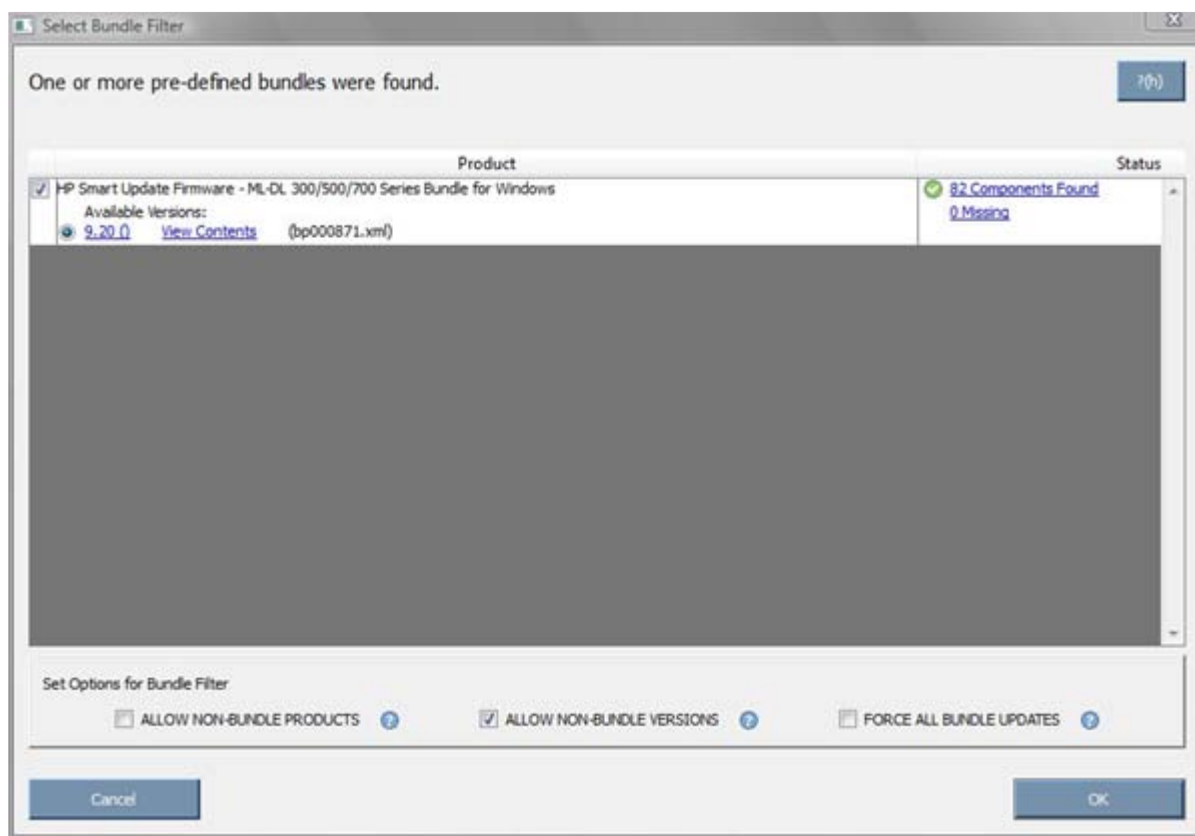 Select Bundle Filter
One or more pre-defined bundles were found.
?(h)
Product Status
HP Smart Update Firmware - ML-DL 300/500/700 Series Bundle for Windows
82 Components Found
Available Versions:
0 Missing
9.20 () View Contents (bp000871.xml)
Set Options for Bundle Filter
ALLOW NON-BUNDLE PRODUCTS ? ALLOW NON-BUNDLE VERSIONS ? FORCE ALL BUNDLE UPDATES ?
Cancel OK